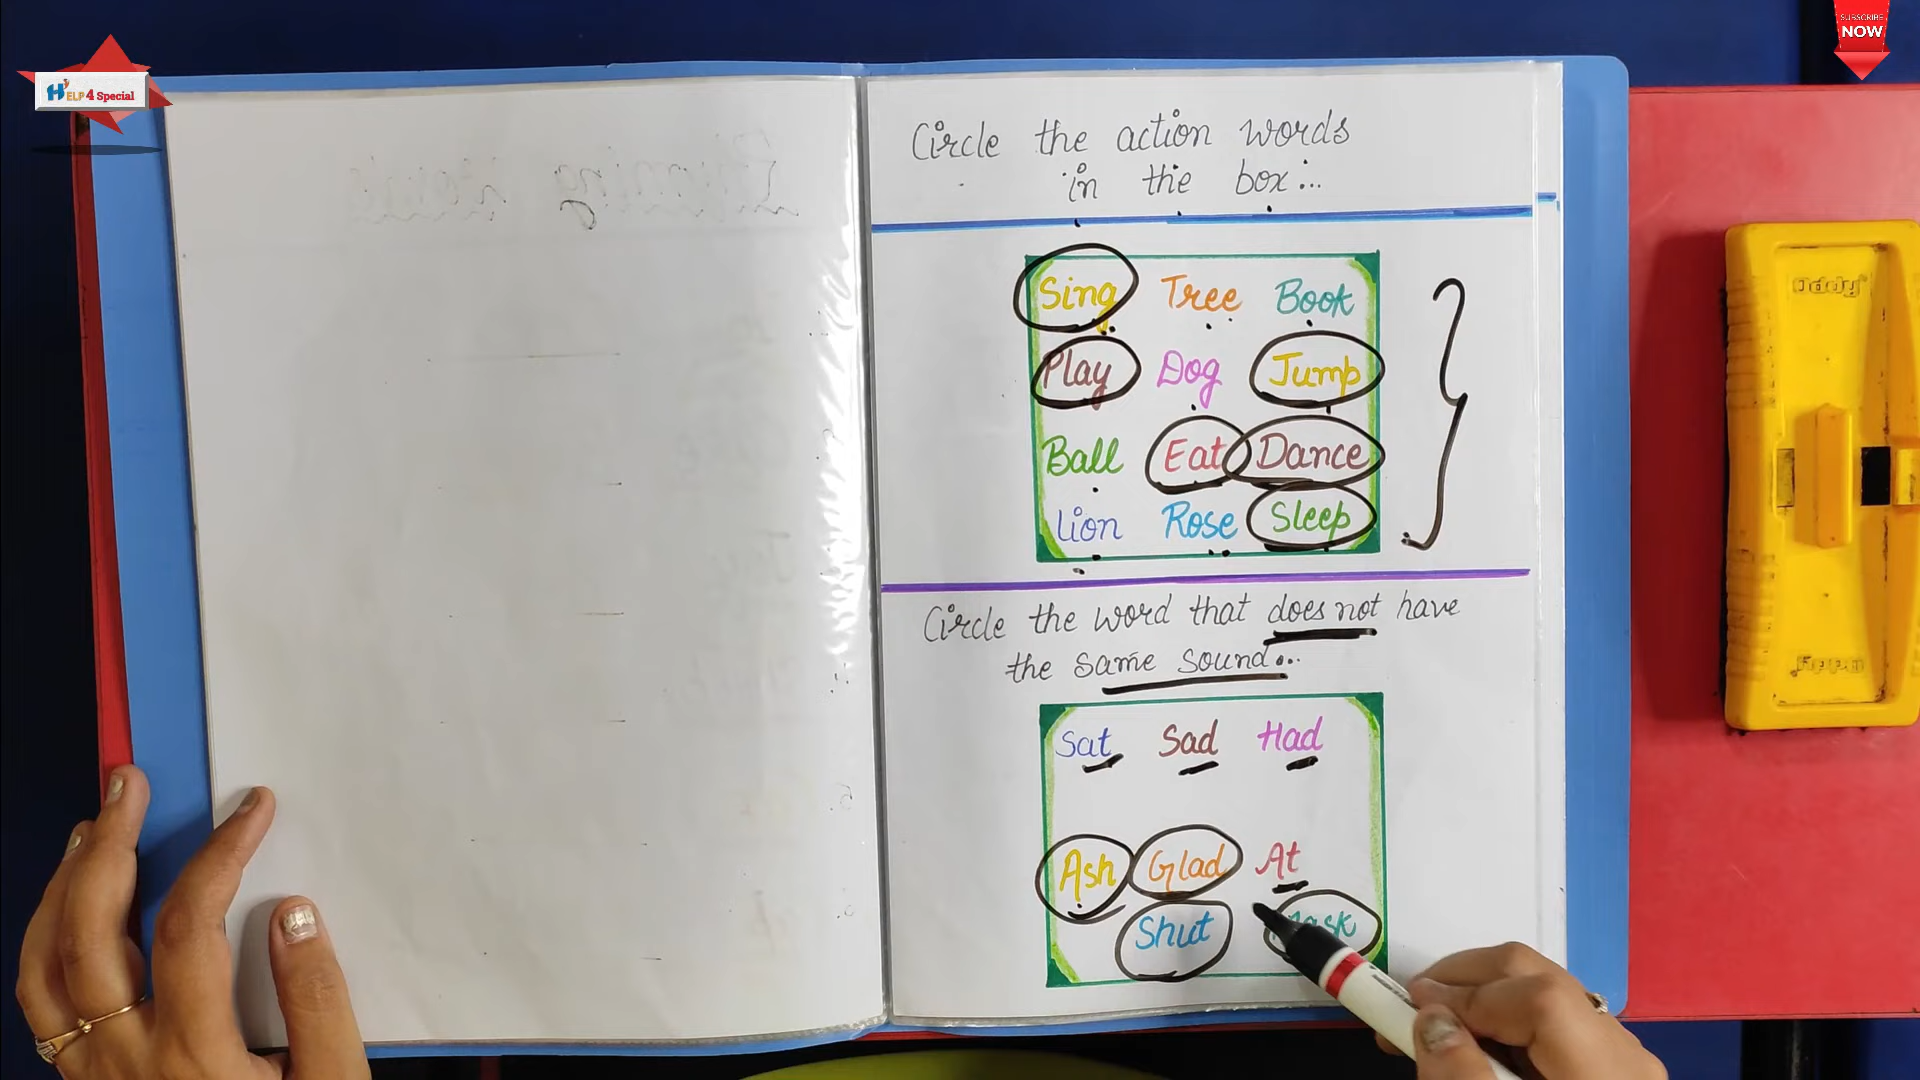 SUBSCRIBE
NOW
HELP 4 Special
Circle the action words
in the box...
Sing Tree Book
Play Dog Jump
Ball Eat Dance
Lion Rose Sleep
Circle the word that does not have
the same sound...
Sat Sad Had
Ash Glad At
Shut
Oddy